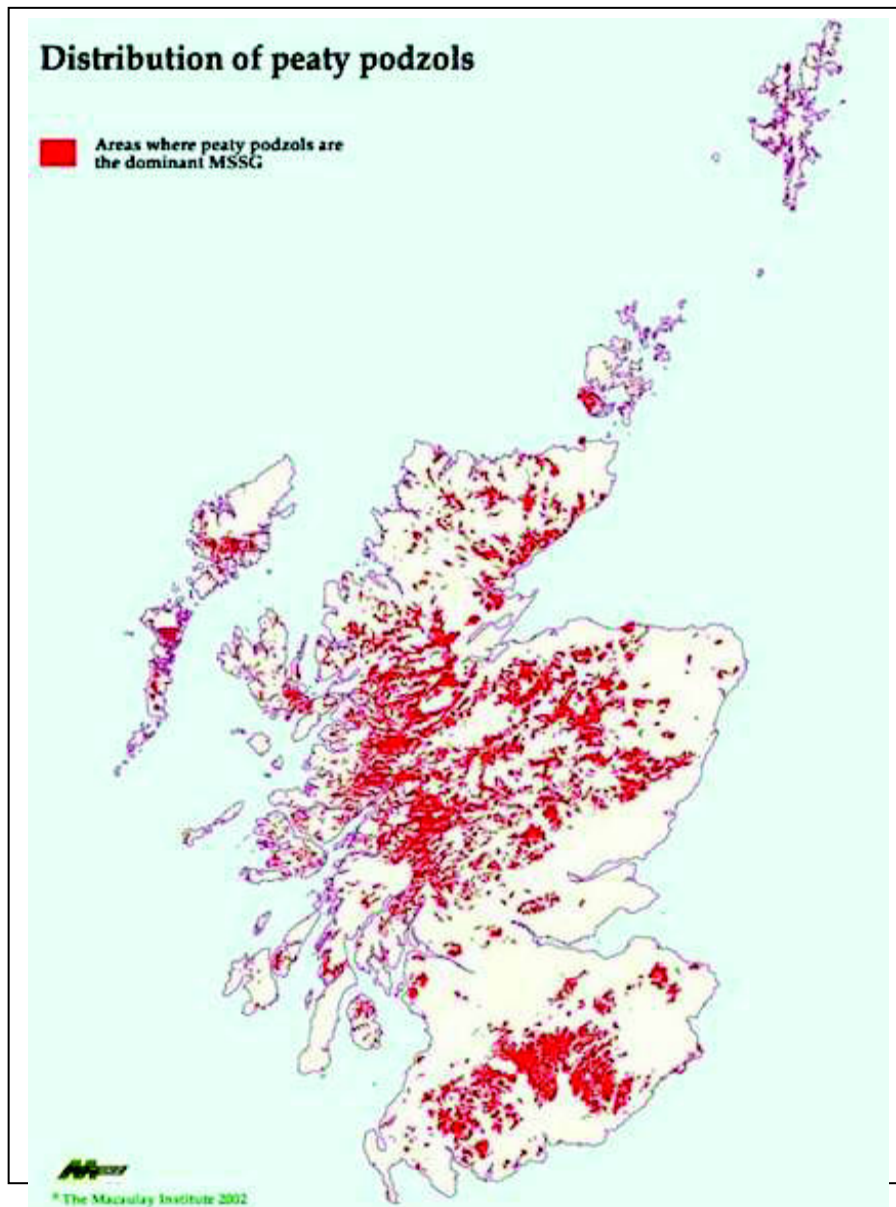 Distribution of peaty podzols
Areas where peaty podzols are
the dominant MSSG
© The Macaulay Institute 2002